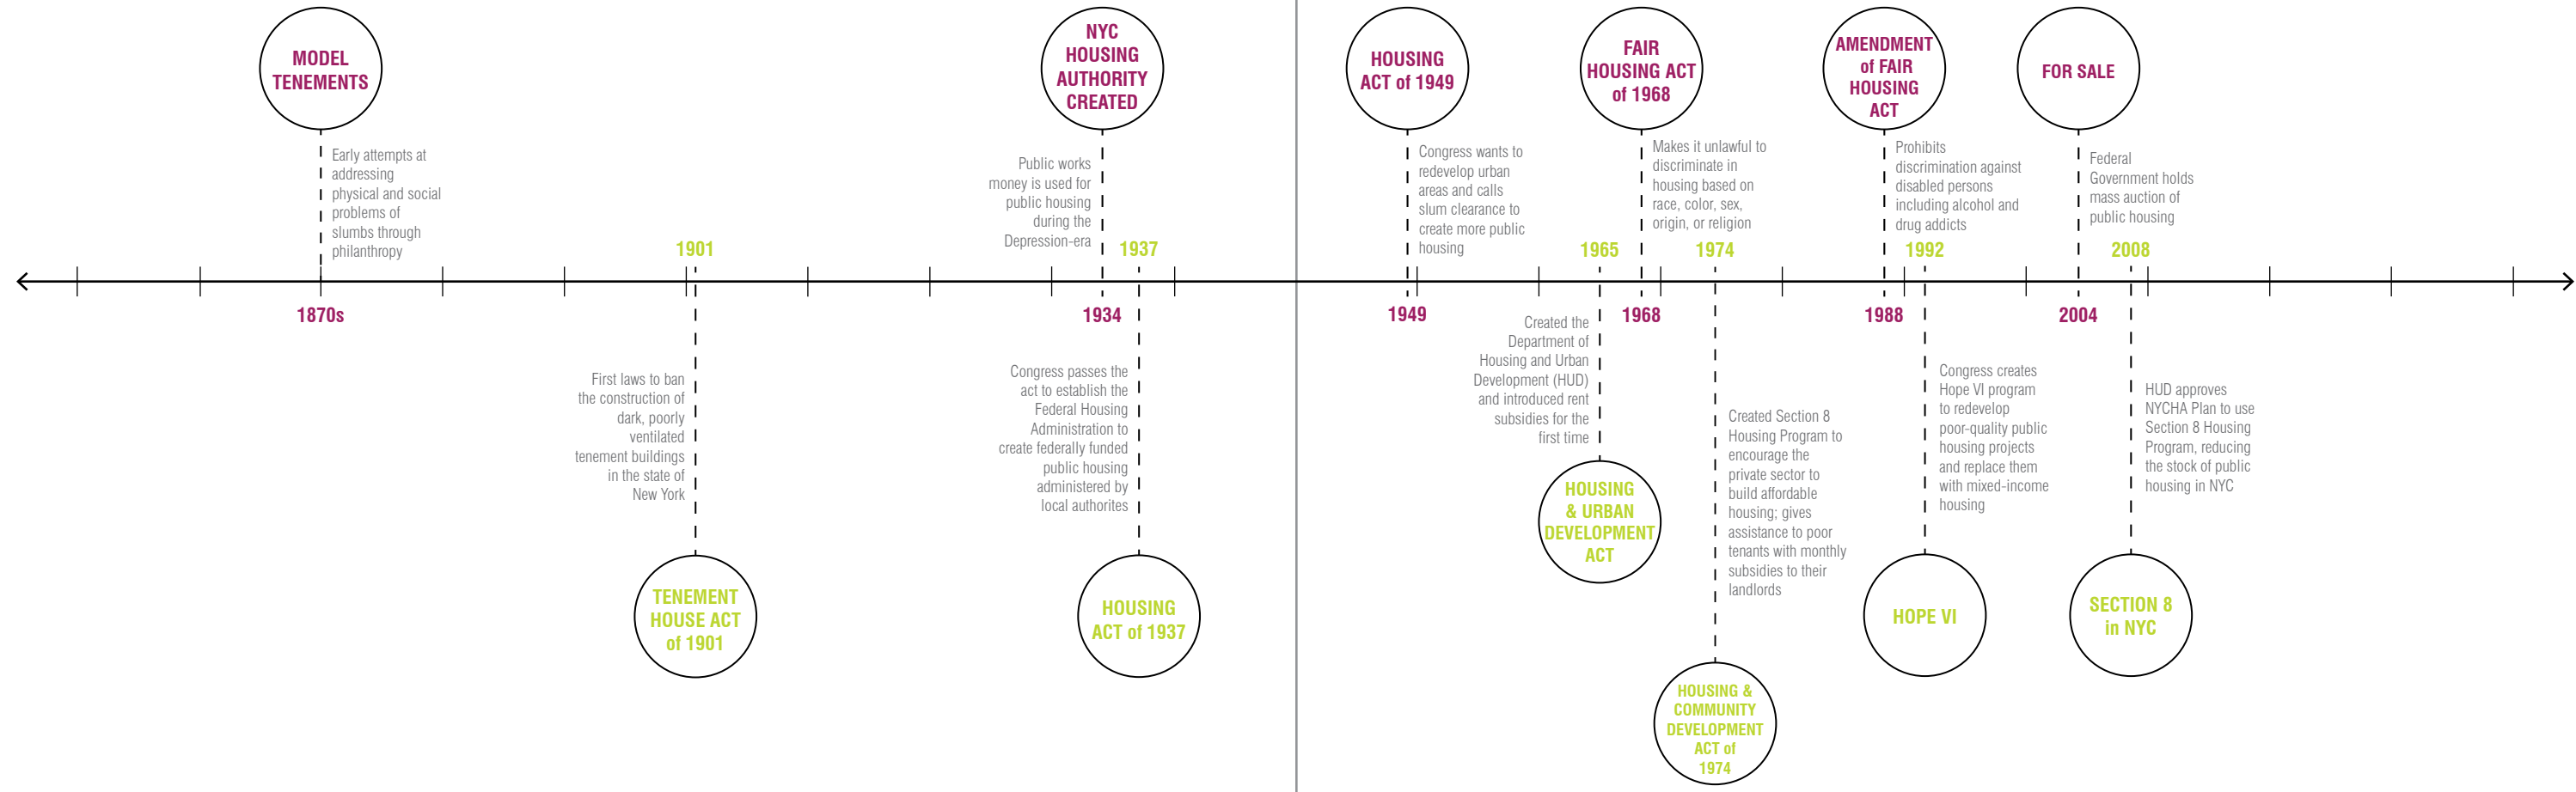 MODEL
TENEMENTS
Early attempts at
addressing
physical and social
problems of
slumbs through
philanthropy
1870s
1901
First laws to ban
the construction of
dark, poorly
ventilated
tenement buildings
in the state of
New York
TENEMENT
HOUSE ACT
of 1901
NYC
HOUSING
AUTHORITY
CREATED
Public works
money is used for
public housing
during the
Depression-era
1934
1937
Congress passes the
act to establish the
Federal Housing
Administration to
create federally funded
public housing
administered by
local authorites
HOUSING
ACT of 1937
HOUSING
ACT of 1949
Congress wants to
redevelop urban
areas and calls
slum clearance to
create more public
housing
1949
1965
Created the
Department of
Housing and Urban
Development (HUD)
and introduced rent
subsidies for the
first time
HOUSING
& URBAN
DEVELOPMENT
ACT
FAIR
HOUSING ACT
of 1968
Makes it unlawful to
discriminate in
housing based on
race, color, sex,
origin, or religion
1968
1974
Created Section 8
Housing Program to
encourage the
private sector to
build affordable
housing; gives
assistance to poor
tenants with monthly
subsidies to their
landlords
HOUSING &
COMMUNITY
DEVELOPMENT
ACT of
1974
AMENDMENT
of FAIR
HOUSING
ACT
Prohibits
discrimination against
disabled persons
including alcohol and
drug addicts
1988
1992
Congress creates
Hope VI program
to redevelop
poor-quality public
housing projects
and replace them
with mixed-income
housing
HOPE VI
FOR SALE
Federal
Government holds
mass auction of
public housing
2004
2008
HUD approves
NYCHA Plan to use
Section 8 Housing
Program, reducing
the stock of public
housing in NYC
SECTION 8
in NYC